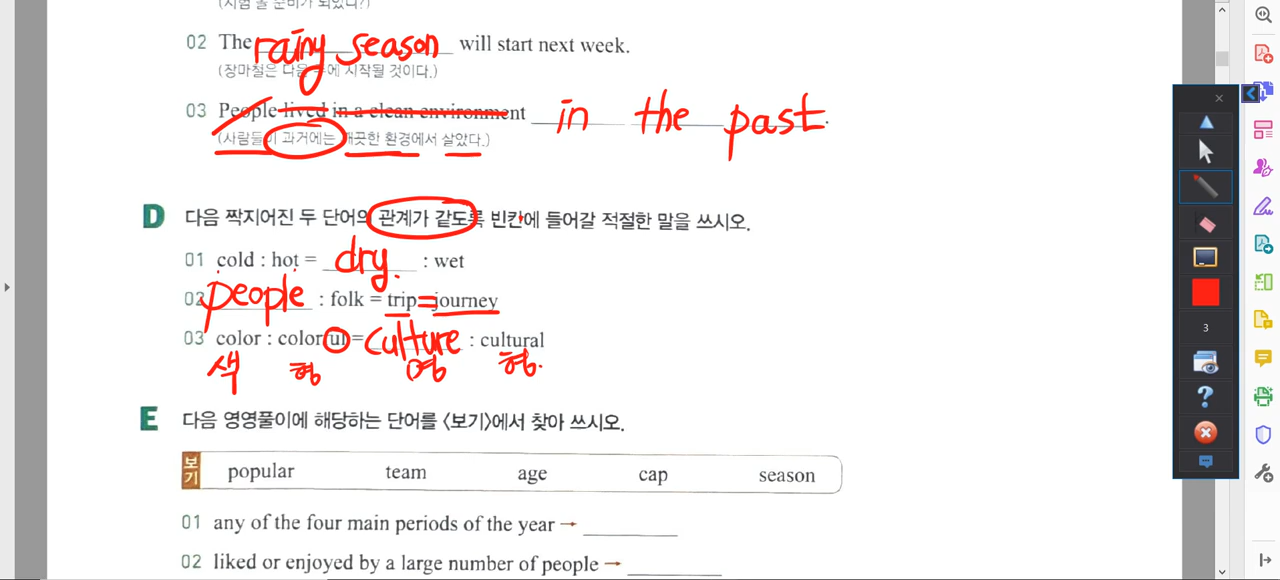 (시험 볼 준비가 되었나?)
02 The rainy season will start next week.
(장마철은 다음 주에 시작될 것이다.)
03 People lived in a clean environment in the past.
(사람들이 과거에는 깨끗한 환경에서 살았다.)
D 다음 짝지어진 두 단어의 관계가 같도록 빈칸에 들어갈 적절한 말을 쓰시오.
01 cold : hot = dry : wet
02 people : folk = trip = journey
03 color : colorful = culture : cultural
색 형 명 형.
E 다음 영영풀이에 해당하는 단어를 <보기>에서 찾아 쓰시오.
보기 popular team age cap season
01 any of the four main periods of the year →
02 liked or enjoyed by a large number of people →
3